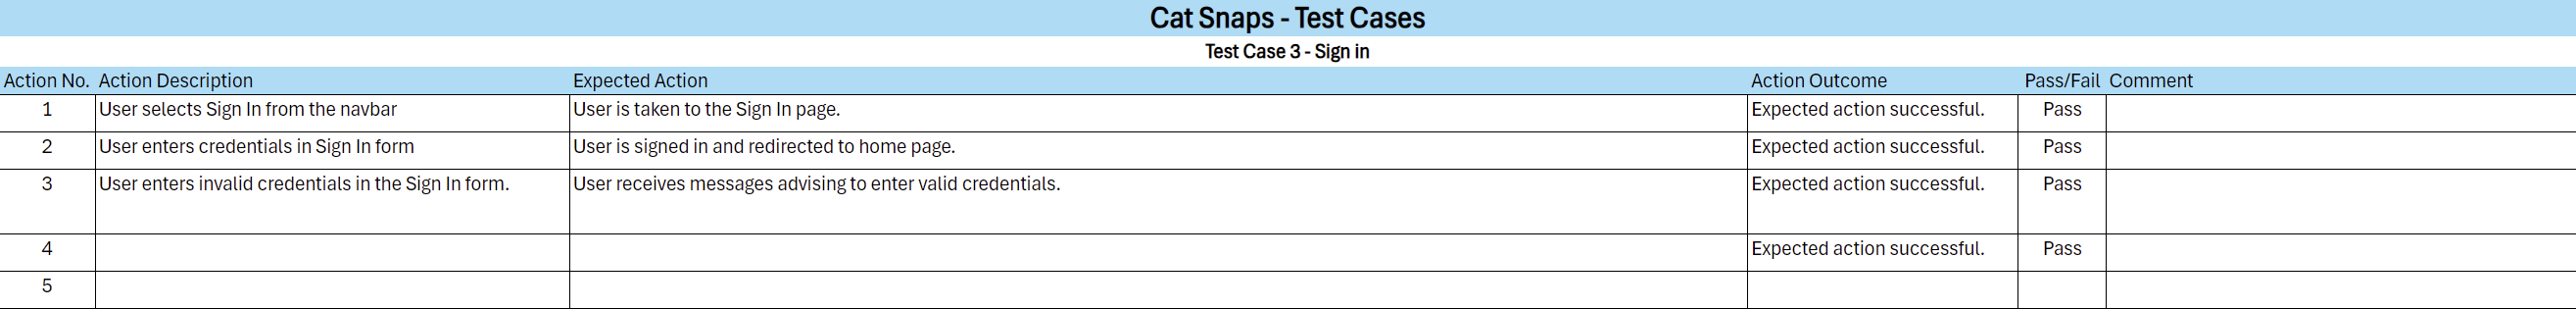 Cat Snaps - Test Cases
Test Case 3 - Sign in
Action No. Action Description Expected Action Action Outcome Pass/Fail Comment
1 User selects Sign In from the navbar User is taken to the Sign In page. Expected action successful. Pass
2 User enters credentials in Sign In form User is signed in and redirected to home page. Expected action successful. Pass
3 User enters invalid credentials in the Sign In form. User receives messages advising to enter valid credentials. Expected action successful. Pass
4 Expected action successful. Pass
5